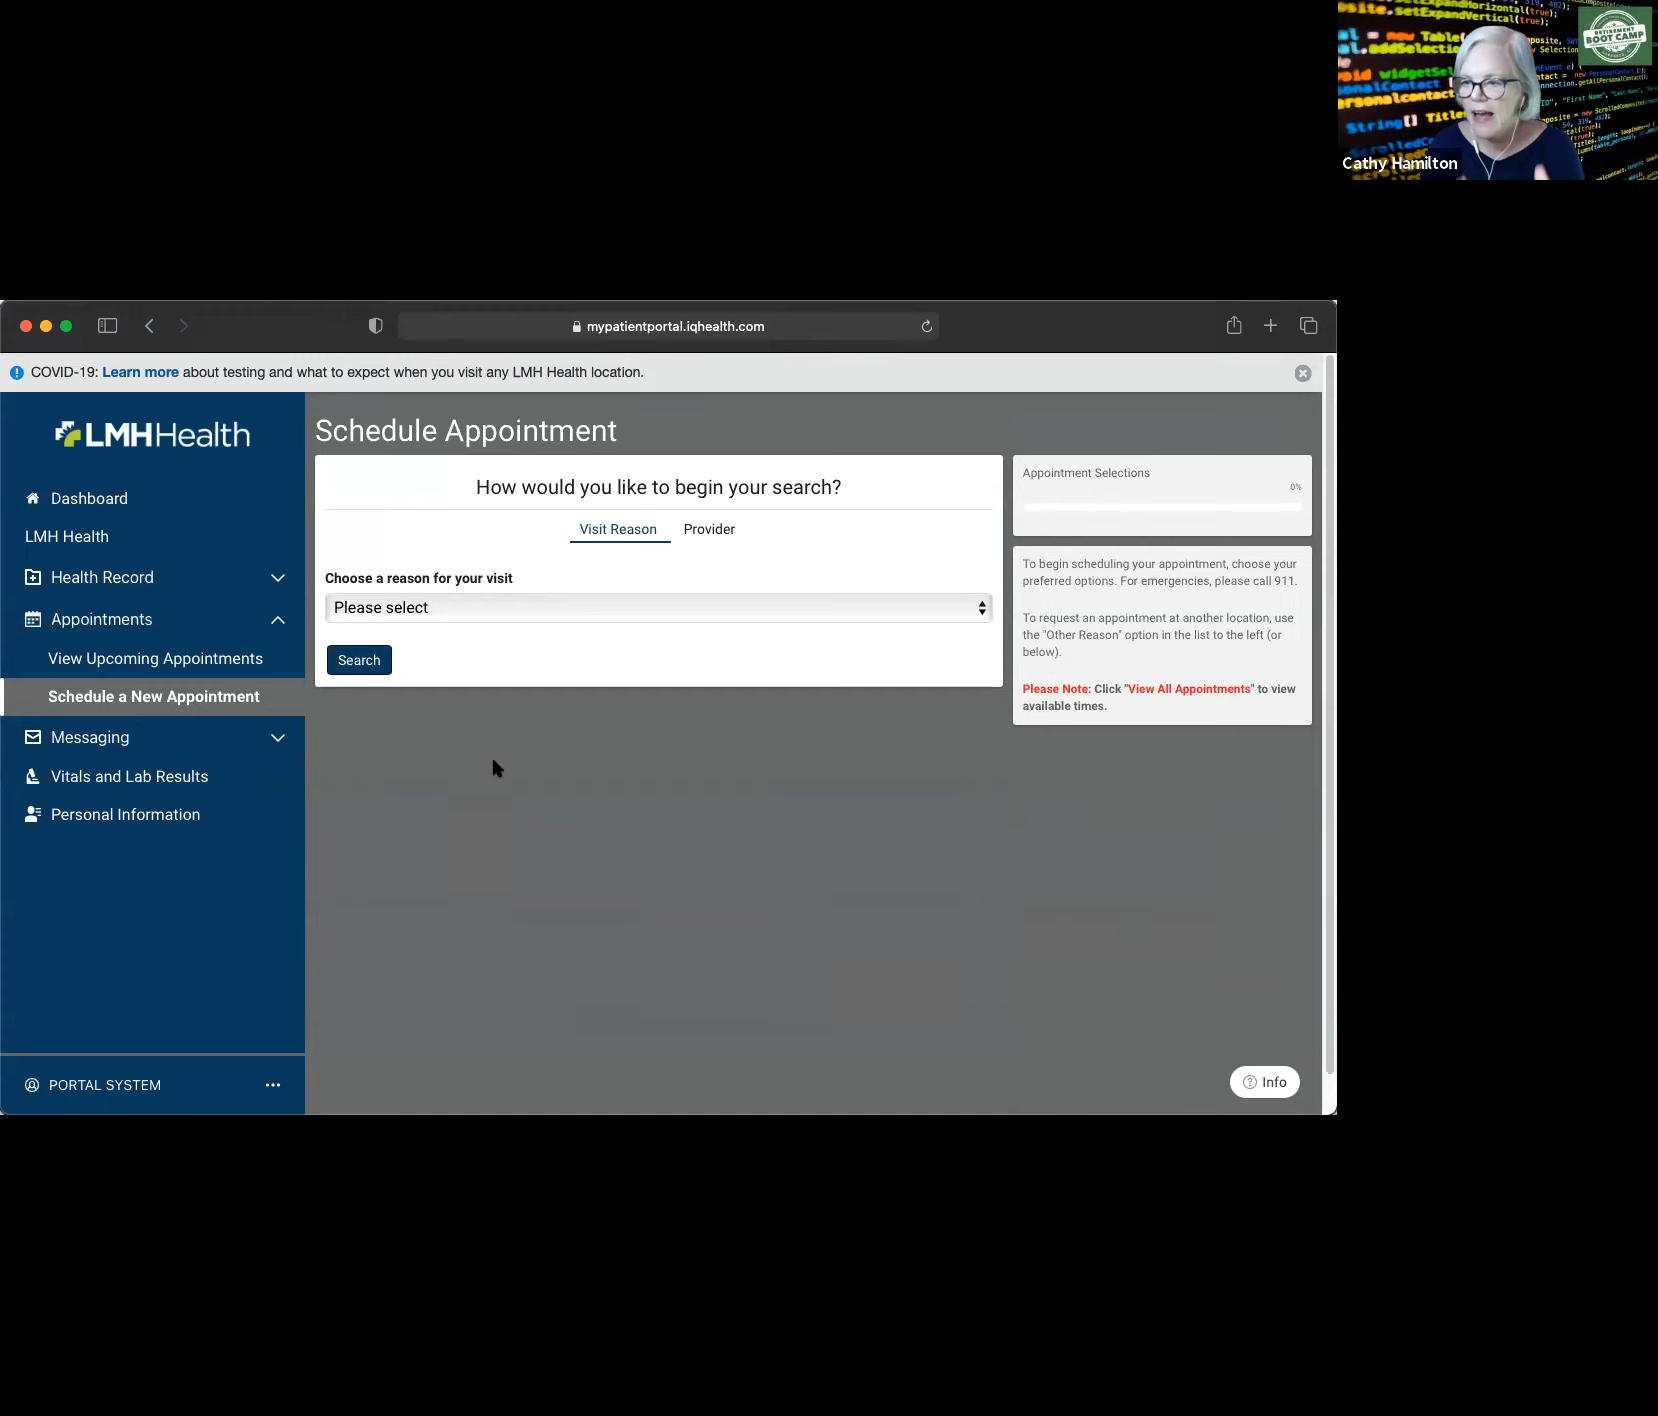 RETIREMENT
BOOT CAMP
Cathy Hamilton
mypatientportal.iqhealth.com
COVID-19: Learn more about testing and what to expect when you visit any LMH Health location.
LMH Health
Dashboard
LMH Health
Health Record
Appointments
View Upcoming Appointments
Schedule a New Appointment
Messaging
Vitals and Lab Results
Personal Information
PORTAL SYSTEM
Schedule Appointment
How would you like to begin your search?
Visit Reason Provider
Choose a reason for your visit
Please select
Search
Appointment Selections
0%
To begin scheduling your appointment, choose your
preferred options. For emergencies, please call 911.
To request an appointment at another location, use
the "Other Reason" option in the list to the left (or
below).
Please Note: Click "View All Appointments" to view
available times.
Info